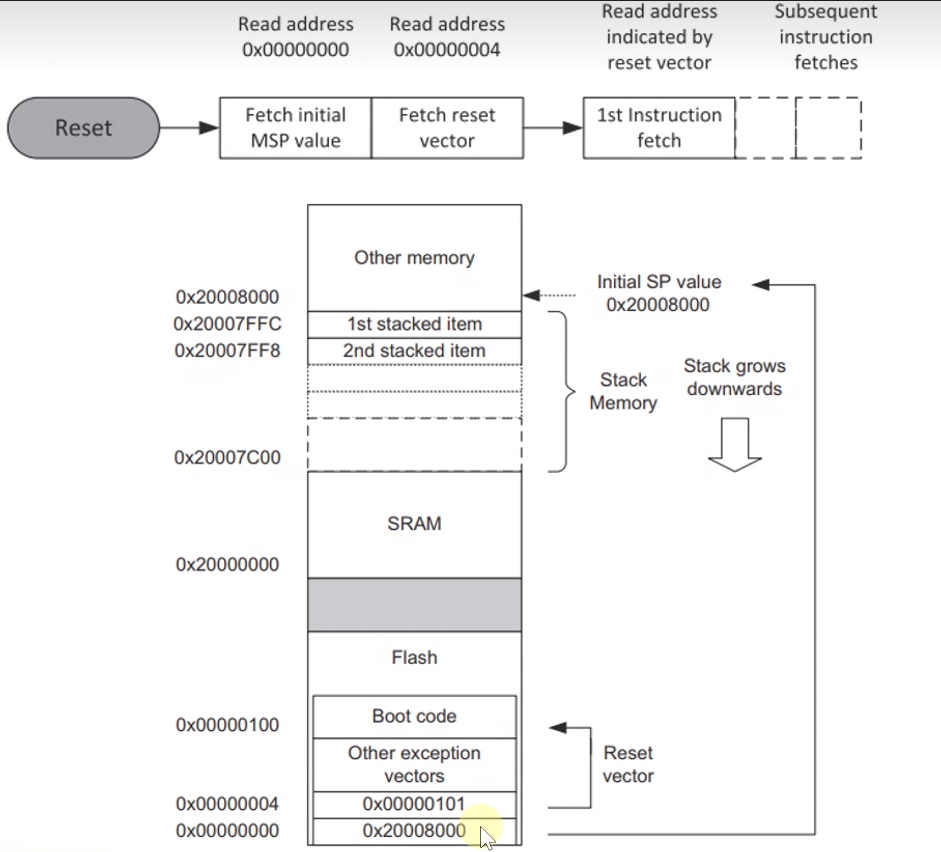 Read address
0x00000000
Read address
0x00000004
Read address
indicated by
reset vector
Subsequent
instruction
fetches
Reset
Fetch initial
MSP value
Fetch reset
vector
1st Instruction
fetch
Other memory
0x20008000
Initial SP value
0x20008000
0x20007FFC
1st stacked item
0x20007FF8
2nd stacked item
Stack
Memory
Stack grows
downwards
0x20007C00
SRAM
0x20000000
Flash
0x00000100
Boot code
Other exception
vectors
Reset
vector
0x00000004
0x00000101
0x00000000
0x20008000